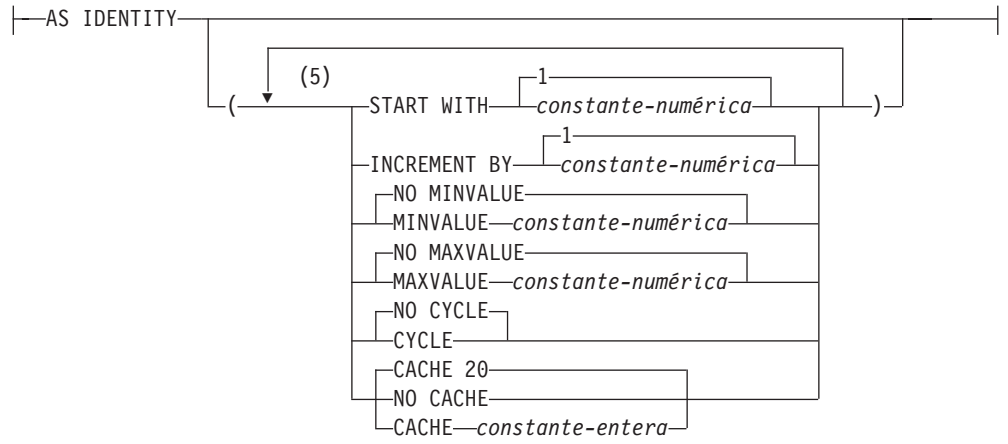 AS IDENTITY
(5)
1
( START WITH constante-numérica )
1
INCREMENT BY constante-numérica
NO MINVALUE
MINVALUE constante-numérica
NO MAXVALUE
MAXVALUE constante-numérica
NO CYCLE
CYCLE
CACHE 20
NO CACHE
CACHE constante-entera